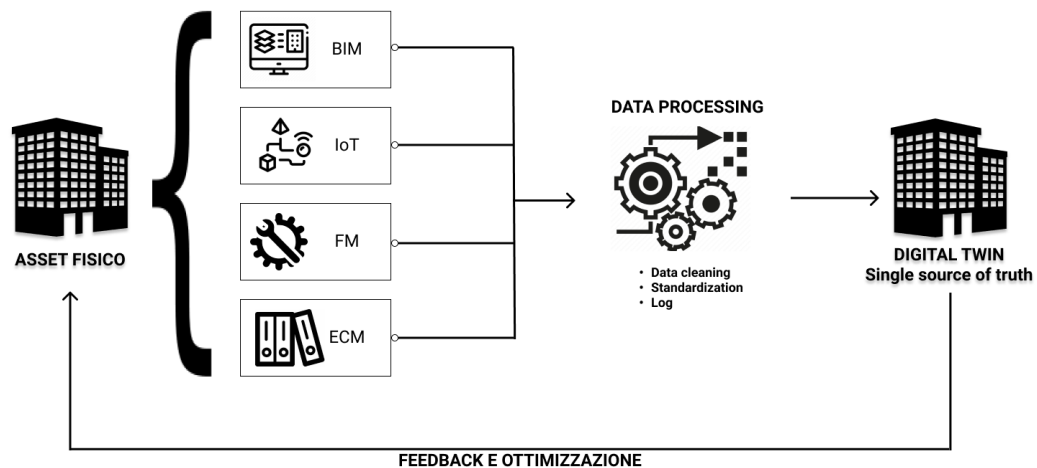 BIM
IoT
FM
ECM
ASSET FISICO
DATA PROCESSING
• Data cleaning
• Standardization
• Log
DIGITAL TWIN
Single source of truth
FEEDBACK E OTTIMIZZAZIONE